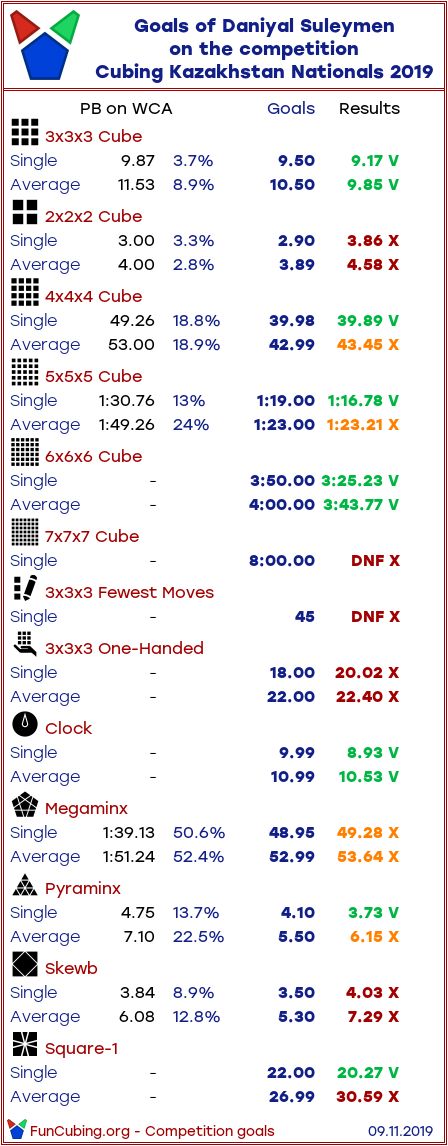 Goals of Daniyal Suleymen
on the competition
Cubing Kazakhstan Nationals 2019
PB on WCA Goals Results
3x3x3 Cube
Single 9.87 3.7% 9.50 9.17 V
Average 11.53 8.9% 10.50 9.85 V
2x2x2 Cube
Single 3.00 3.3% 2.90 3.86 X
Average 4.00 2.8% 3.89 4.58 X
4x4x4 Cube
Single 49.26 18.8% 39.98 39.89 V
Average 53.00 18.9% 42.99 43.45 X
5x5x5 Cube
Single 1:30.76 13% 1:19.00 1:16.78 V
Average 1:49.26 24% 1:23.00 1:23.21 X
6x6x6 Cube
Single - 3:50.00 3:25.23 V
Average - 4:00.00 3:43.77 V
7x7x7 Cube
Single - 8:00.00 DNF X
3x3x3 Fewest Moves
Single - 45 DNF X
3x3x3 One-Handed
Single - 18.00 20.02 X
Average - 22.00 22.40 X
Clock
Single - 9.99 8.93 V
Average - 10.99 10.53 V
Megaminx
Single 1:39.13 50.6% 48.95 49.28 X
Average 1:51.24 52.4% 52.99 53.64 X
Pyraminx
Single 4.75 13.7% 4.10 3.73 V
Average 7.10 22.5% 5.50 6.15 X
Skewb
Single 3.84 8.9% 3.50 4.03 X
Average 6.08 12.8% 5.30 7.29 X
Square-1
Single - 22.00 20.27 V
Average - 26.99 30.59 X
FunCubing.org - Competition goals 09.11.2019